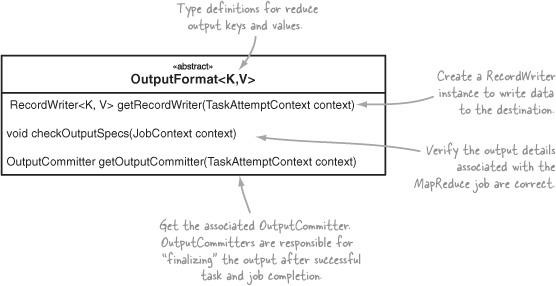 Type definitions for reduce
output keys and values.
«abstract»
OutputFormat<K,V>
RecordWriter<K, V> getRecordWriter(TaskAttemptContext context)
void checkOutputSpecs(JobContext context)
OutputCommitter getOutputCommitter(TaskAttemptContext context)
Create a RecordWriter
instance to write data
to the destination.
Verify the output details
associated with the
MapReduce job are correct.
Get the associated OutputCommitter.
OutputCommitters are responsible for
"finalizing" the output after successful
task and job completion.